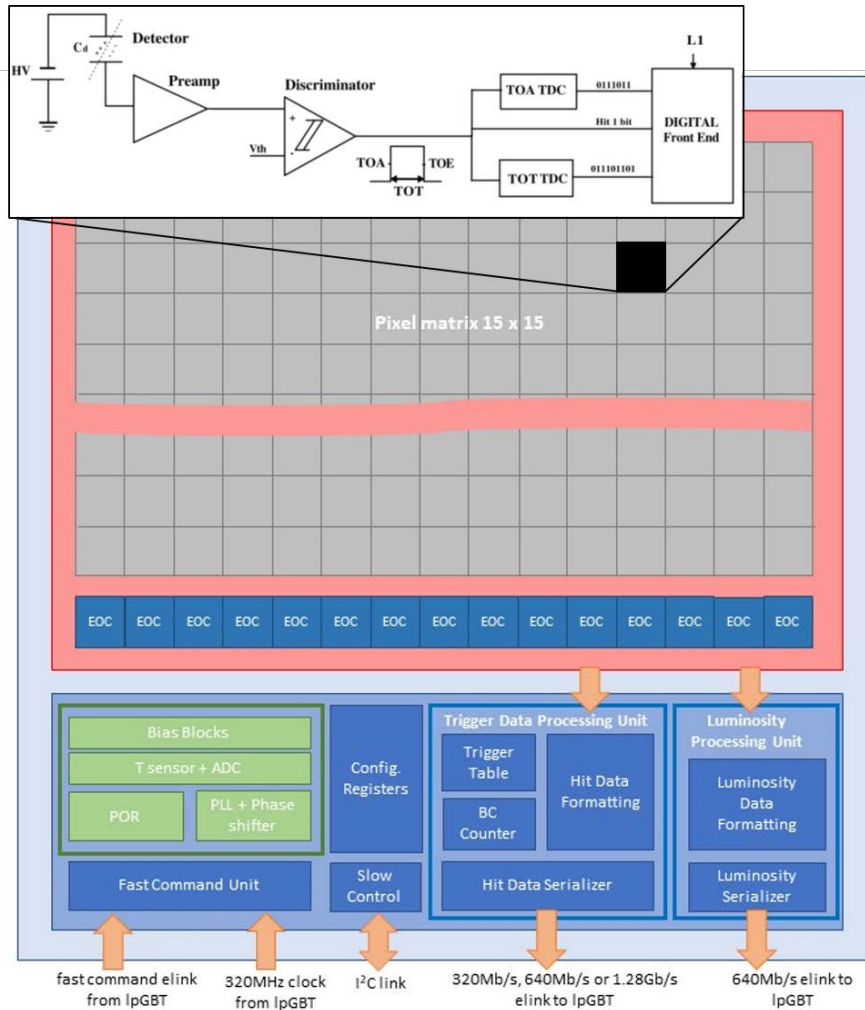 Detector
Cd
HV
Preamp
Discriminator
Vth
TOA
TOE
TOT
TOA TDC
0111011
Hit 1 bit
TOT TDC
011101101
L1
DIGITAL
Front End
Pixel matrix 15 x 15
EOC EOC EOC EOC EOC EOC EOC EOC EOC EOC EOC EOC EOC EOC EOC
Bias Blocks
T sensor + ADC
POR
PLL + Phase
shifter
Fast Command Unit
Config.
Registers
Slow
Control
Trigger Data Processing Unit
Trigger
Table
BC
Counter
Hit Data
Formatting
Hit Data Serializer
Luminosity
Processing Unit
Luminosity
Data
Formatting
Luminosity
Serializer
fast command elink
from lpGBT
320MHz clock
from lpGBT
I²C link
320Mb/s, 640Mb/s or 1.28Gb/s
elink to lpGBT
640Mb/s elink to
lpGBT